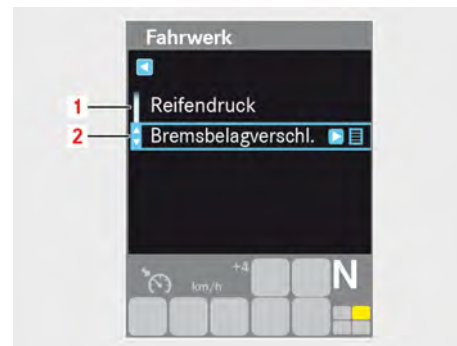 Fahrwerk
1 Reifendruck
2 Bremsbelagverschl.
+4 N
km/h